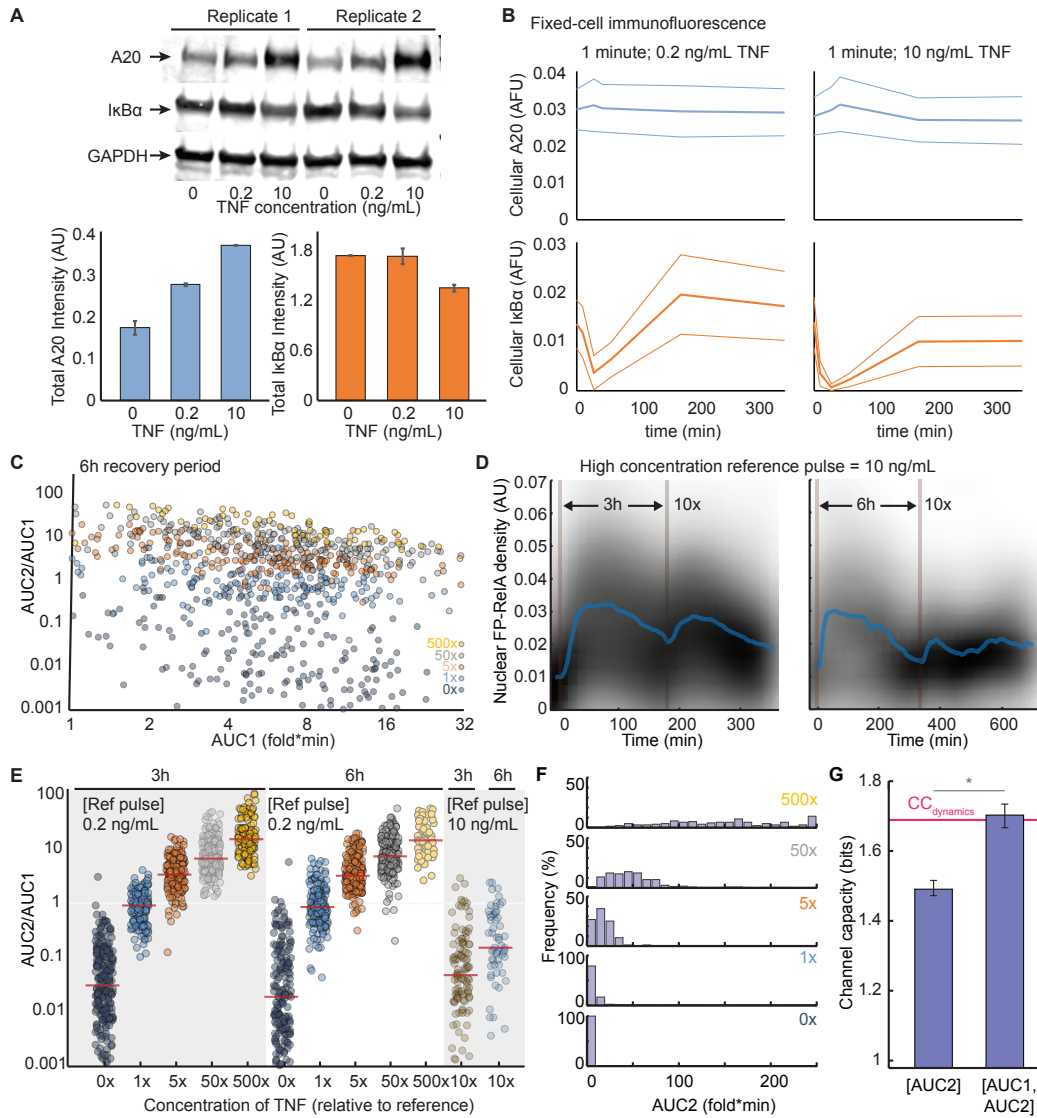 A
Replicate 1 Replicate 2
A20
IκBα
GAPDH
0 0.2 10 0 0.2 10
TNF concentration (ng/mL)
Total A20 Intensity (AU)
0.4
0.3
0.2
0.1
0
0 0.2 10
TNF (ng/mL)
Total IκBα Intensity (AU)
1.8
1.2
0.6
0
0 0.2 10
TNF (ng/mL)
B
Fixed-cell immunofluorescence
1 minute; 0.2 ng/mL TNF 1 minute; 10 ng/mL TNF
Cellular A20 (AFU)
0.04
0.03
0.02
0.01
0
Cellular IκBα (AFU)
0.03
0.02
0.01
0
0 100 200 300
time (min)
0 100 200 300
time (min)
C
6h recovery period
AUC2/AUC1
100
10
1
0.1
0.01
0.001
500x
50x
5x
1x
0x
1 2 4 8 16 32
AUC1 (fold*min)
D
High concentration reference pulse = 10 ng/mL
Nuclear FP-RelA density (AU)
0.07
0.06
0.05
0.04
0.03
0.02
0.01
0
3h 10x
6h 10x
0 100 200 300
Time (min)
0 200 400 600
Time (min)
E
3h 6h 3h 6h
[Ref pulse]
0.2 ng/mL
[Ref pulse]
0.2 ng/mL
[Ref pulse]
10 ng/mL
AUC2/AUC1
100
10
1
0.1
0.01
0.001
0x 1x 5x 50x 500x 0x 1x 5x 50x 500x 10x 10x
Concentration of TNF (relative to reference)
F
Frequency (%)
50
0
500x
50
0
50x
50
0
5x
100
0
1x
100
0
0x
0 100 200
AUC2 (fold*min)
G
Channel capacity (bits)
1.8
1.6
1.4
1.2
1
*
CCdynamics
[AUC2] [AUC1,
AUC2]